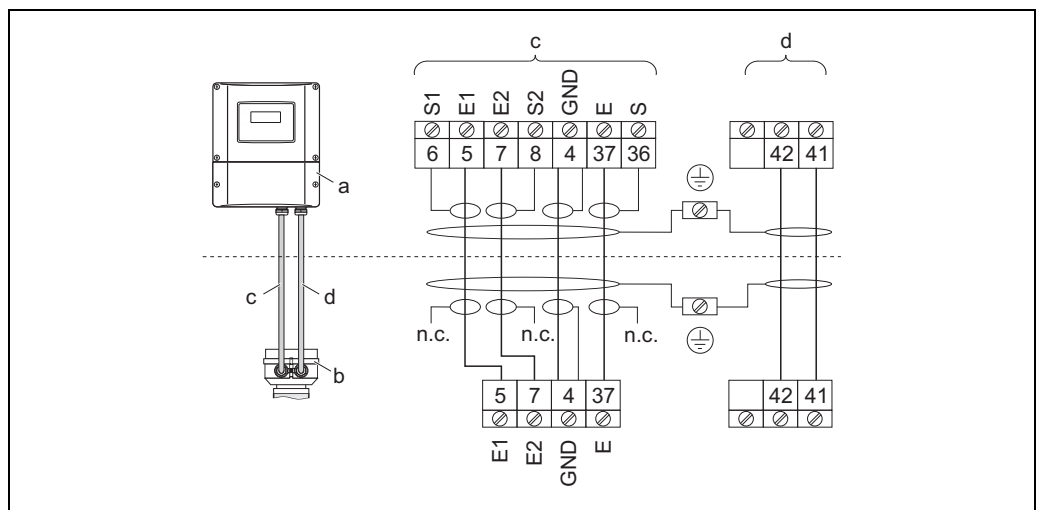 c d
S1 E1 E2 S2 GND E S
6 5 7 8 4 37 36 42 41
a
c d
n.c. n.c. n.c.
b
5 7 4 37 42 41
E1 E2 GND E